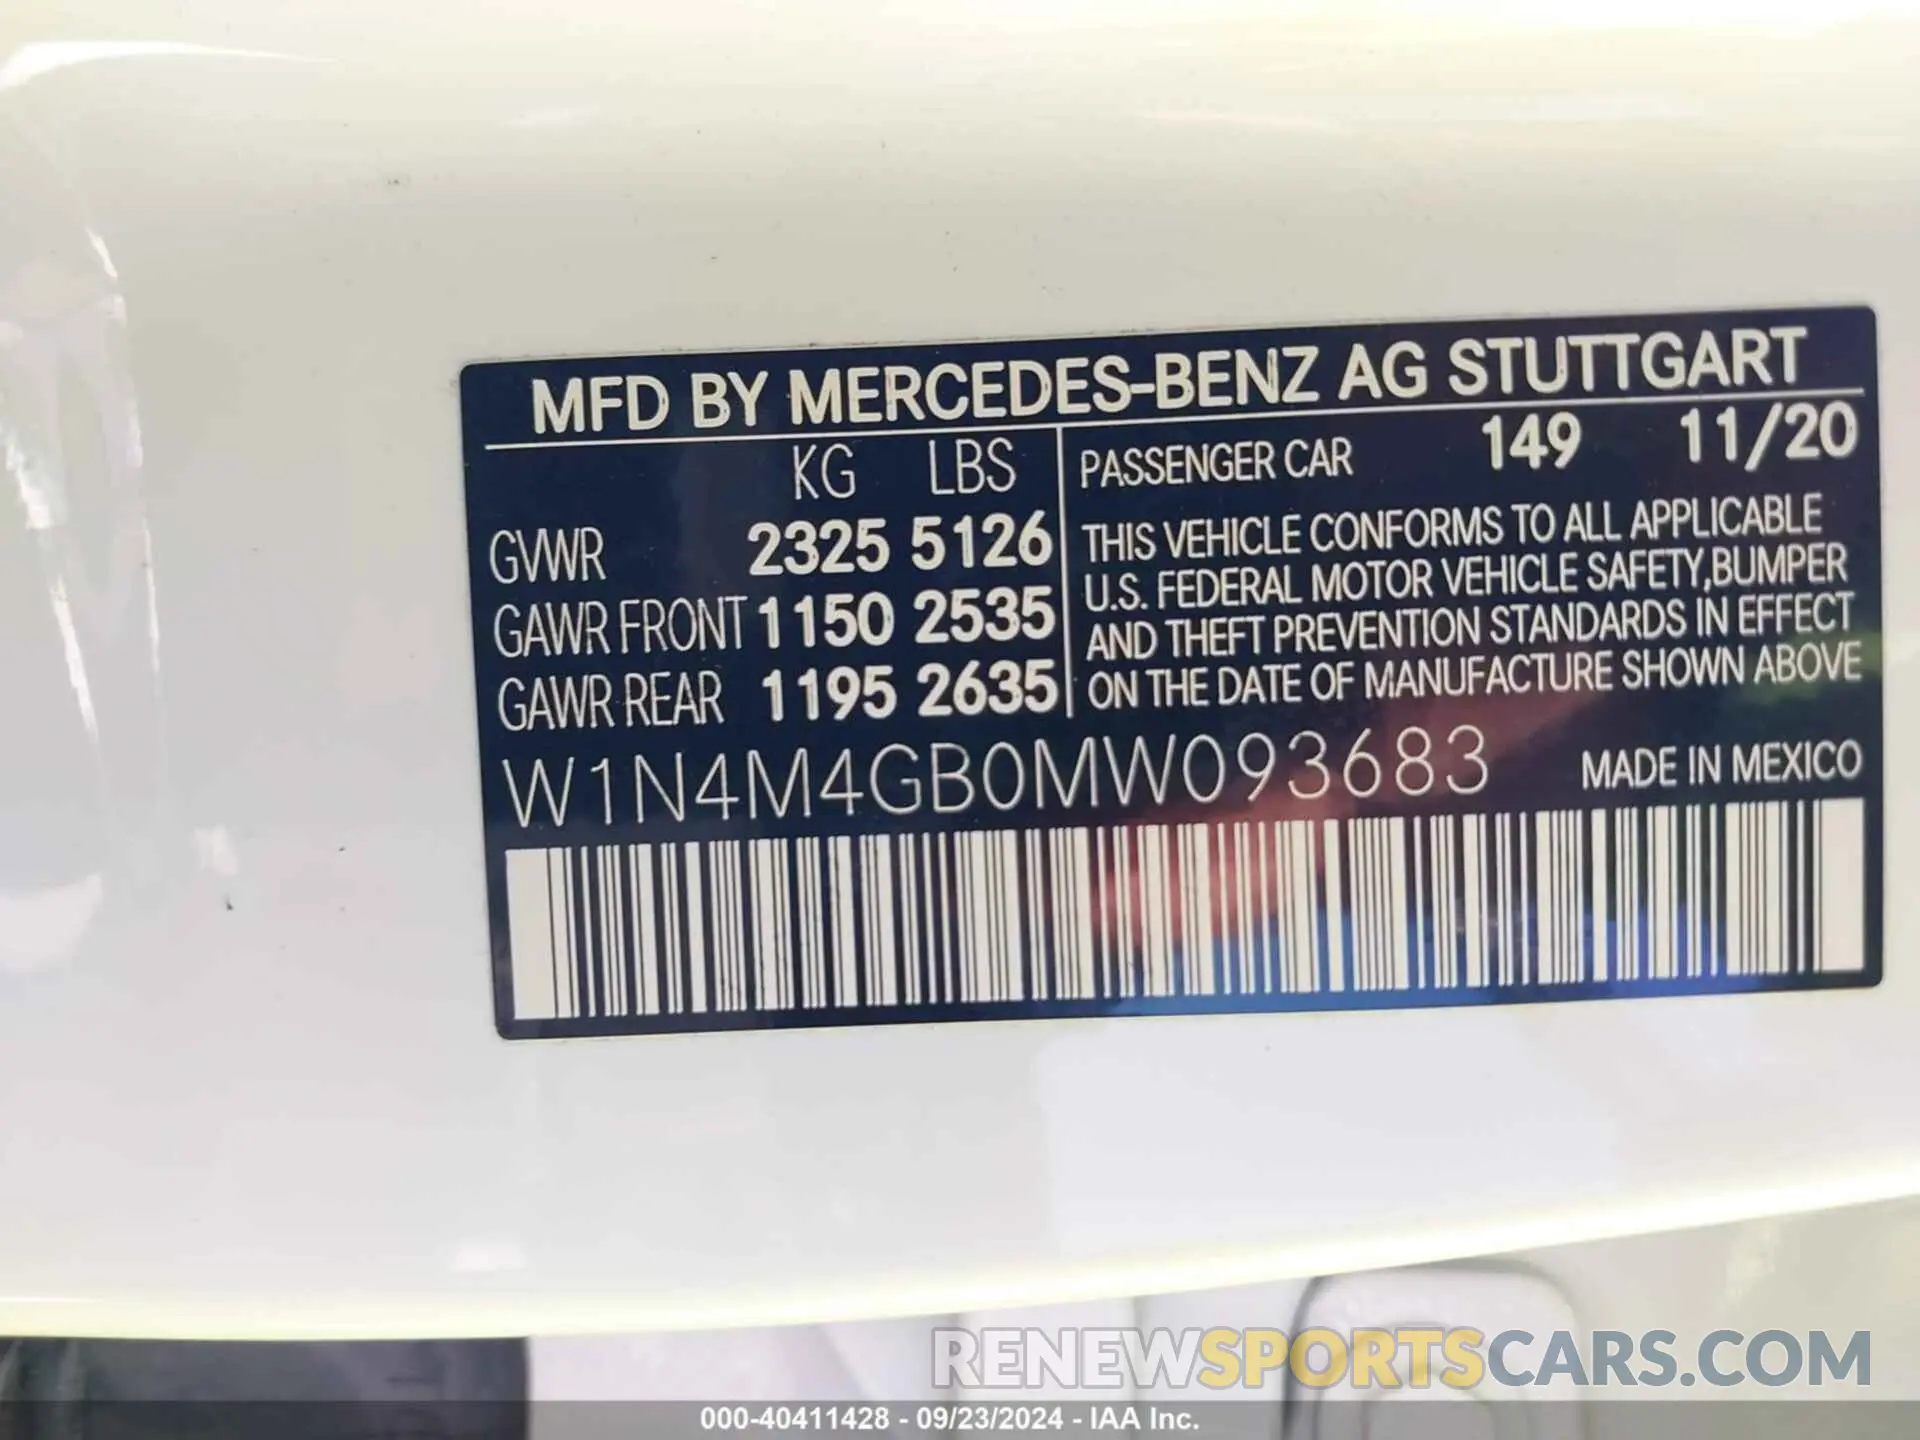 MFD BY MERCEDES-BENZ AG STUTTGART
KG LBS
GVWR 2325 5126
GAWR FRONT 1150 2535
GAWR REAR 1195 2635
PASSENGER CAR 149 11/20
THIS VEHICLE CONFORMS TO ALL APPLICABLE
U.S. FEDERAL MOTOR VEHICLE SAFETY,BUMPER
AND THEFT PREVENTION STANDARDS IN EFFECT
ON THE DATE OF MANUFACTURE SHOWN ABOVE
W1N4M4GB0MW093683 MADE IN MEXICO
RENEWSPORTSCARS.COM
000-40411428 - 09/23/2024 - IAA Inc.